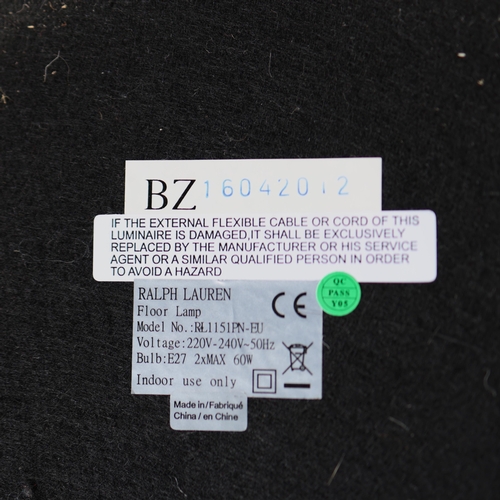 BZ 16042012
IF THE EXTERNAL FLEXIBLE CABLE OR CORD OF THIS
LUMINAIRE IS DAMAGED,IT SHALL BE EXCLUSIVELY
REPLACED BY THE MANUFACTURER OR HIS SERVICE
AGENT OR A SIMILAR QUALIFIED PERSON IN ORDER
TO AVOID A HAZARD
QC
PASS
Y05
RALPH LAUREN
Floor Lamp
CE
Model No.:RL1151PN-EU
Voltage:220V-240V~50Hz
Bulb:E27 2xMAX 60W
Indoor use only
Made in/Fabriqué
China / en Chine